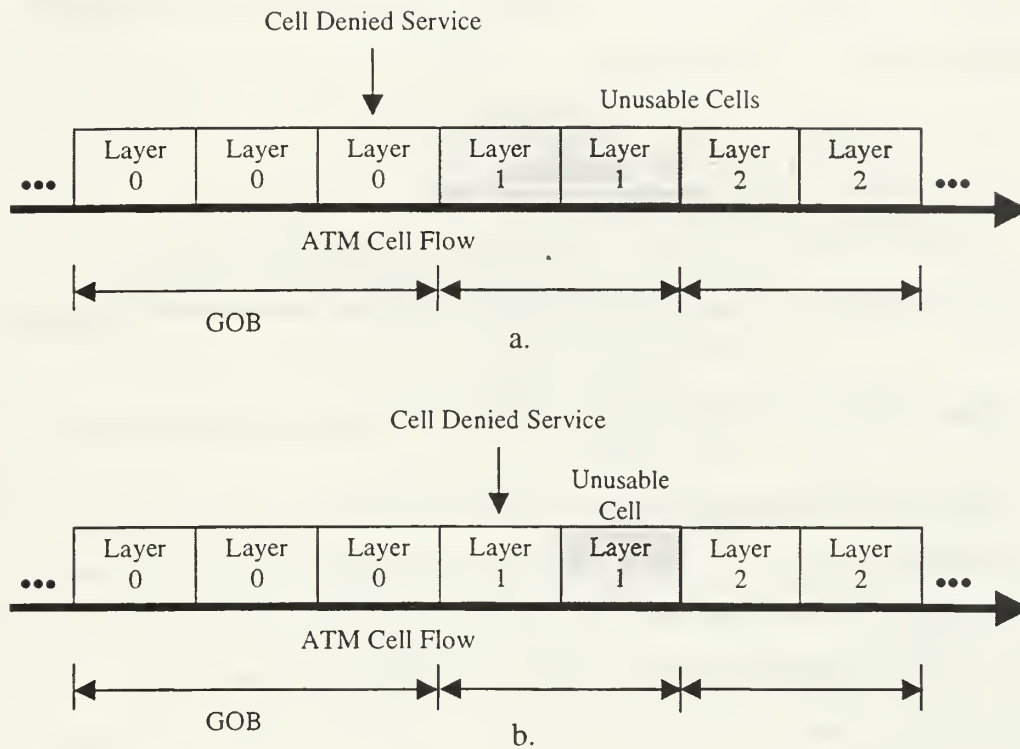 Cell Denied Service
Unusable Cells
Layer 0 Layer 0 Layer 0 Layer 1 Layer 1 Layer 2 Layer 2
••• •••
ATM Cell Flow
GOB
a.
Cell Denied Service
Unusable
Cell
Layer 0 Layer 0 Layer 0 Layer 1 Layer 1 Layer 2 Layer 2
••• •••
ATM Cell Flow
GOB
b.